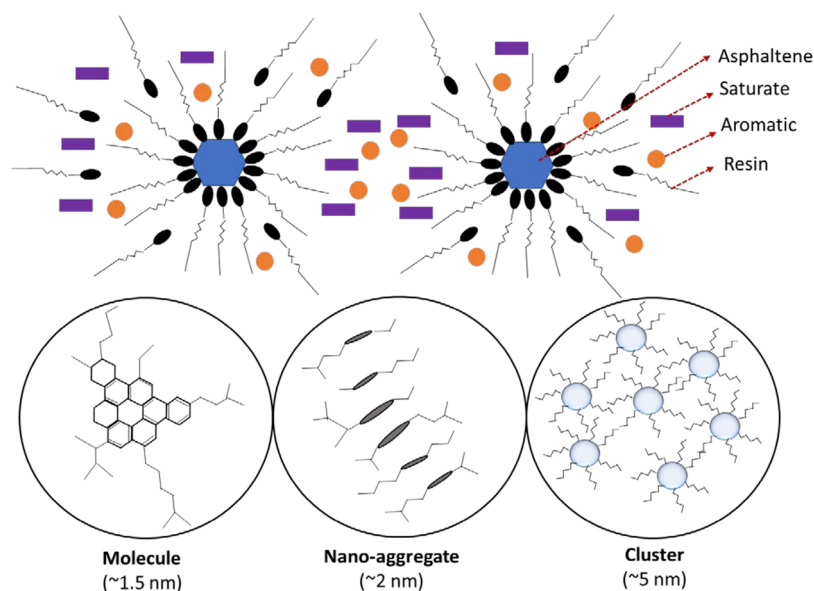 Asphaltene
Saturate
Aromatic
Resin
Molecule
(~1.5 nm)
Nano-aggregate
(~2 nm)
Cluster
(~5 nm)